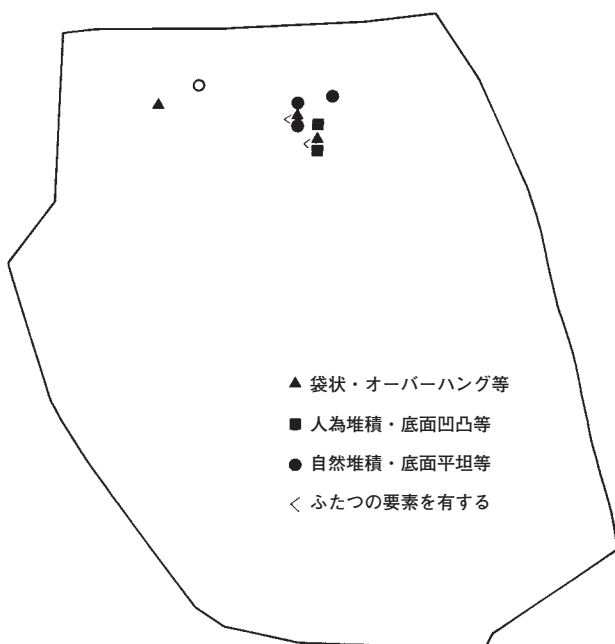 ▲ 袋状・オーバーハング等
■ 人為堆積・底面凹凸等
● 自然堆積・底面平坦等
< ふたつの要素を有する